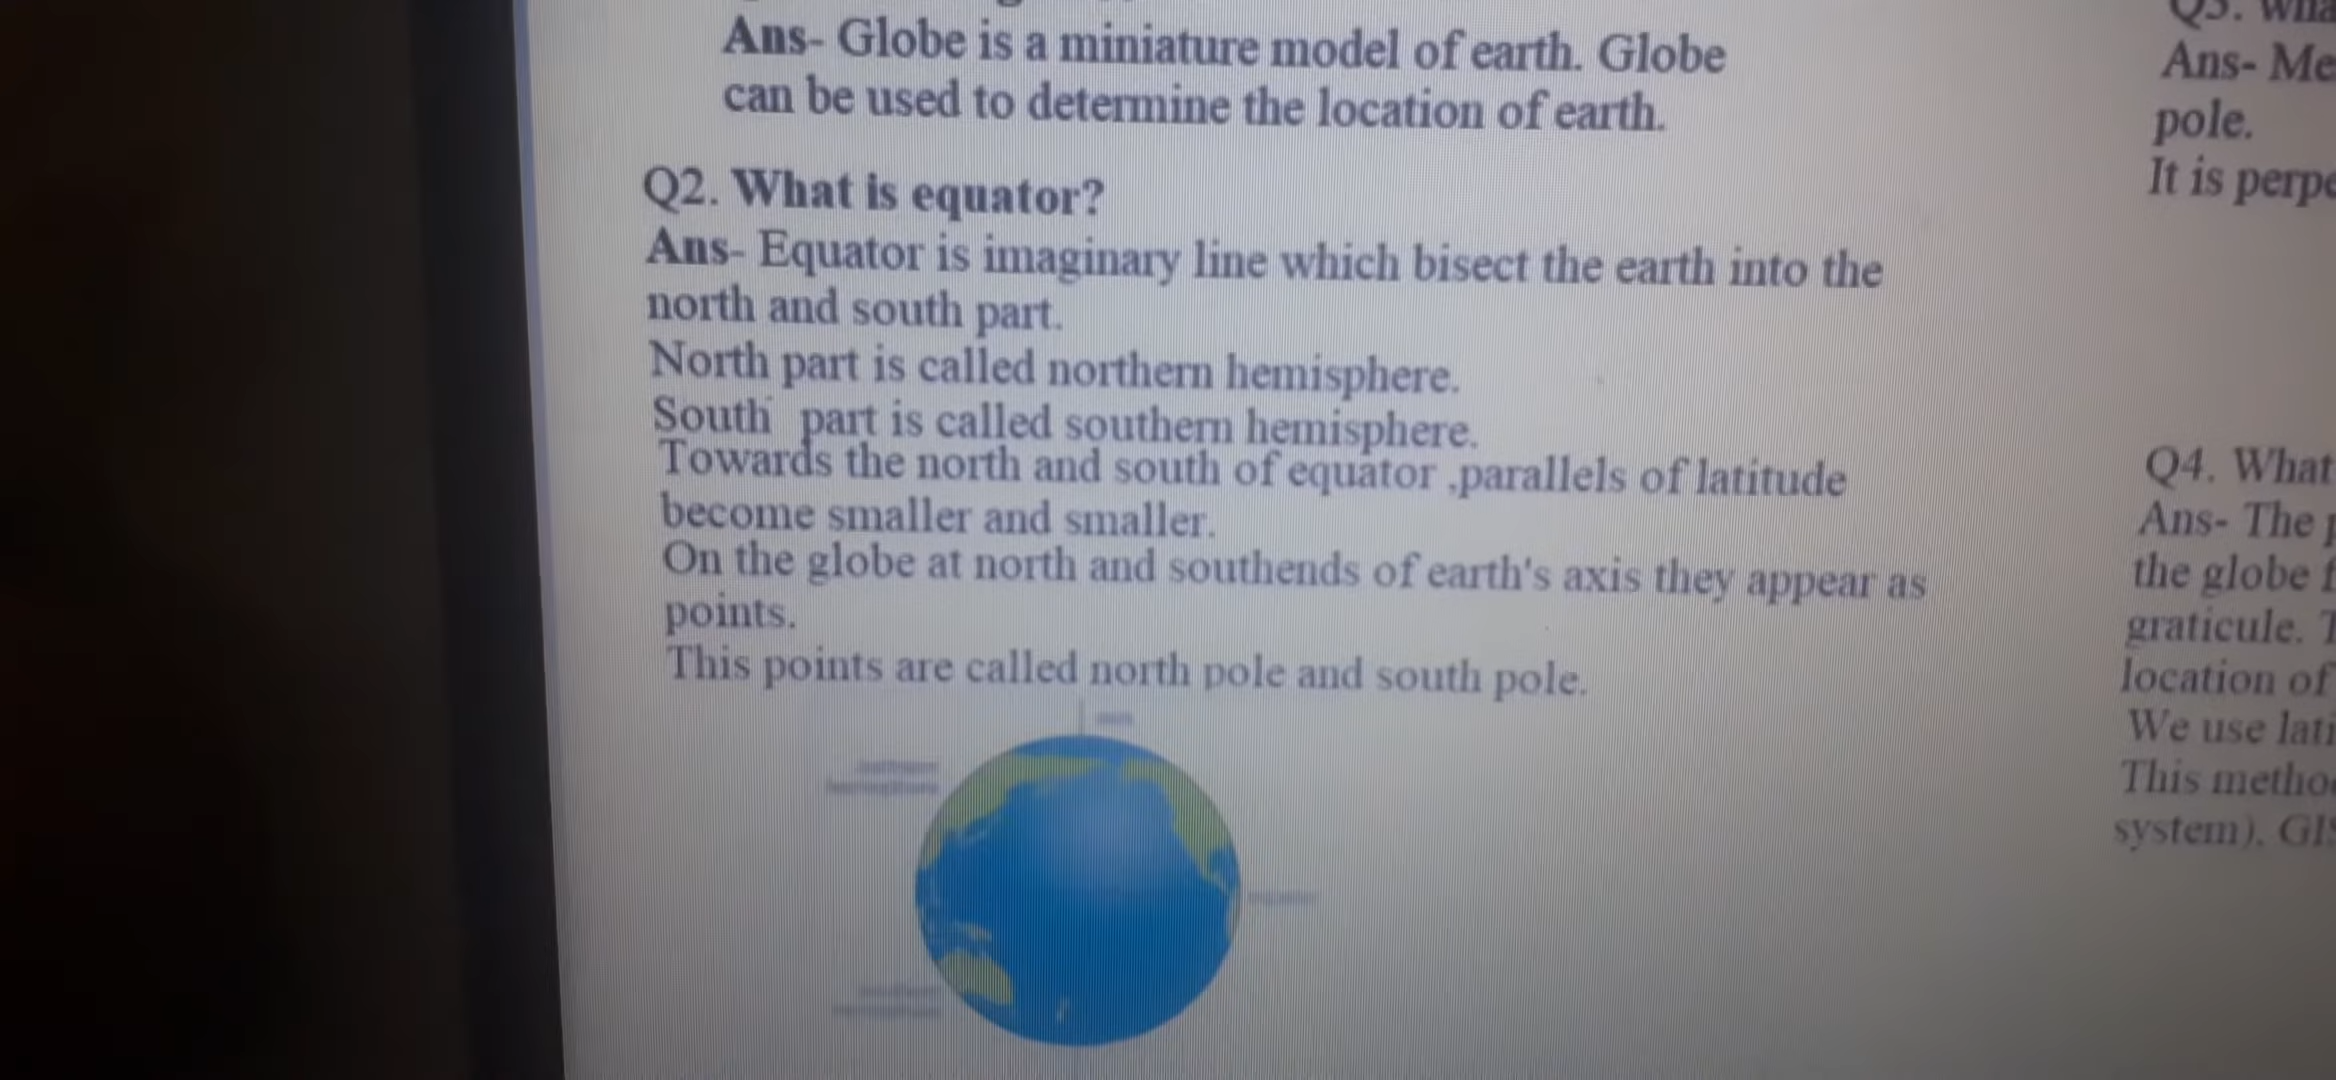 Ans- Globe is a miniature model of earth. Globe
can be used to determine the location of earth.
Q2. What is equator?
Ans- Equator is imaginary line which bisect the earth into the
north and south part.
North part is called northern hemisphere.
South part is called southern hemisphere.
Towards the north and south of equator ,parallels of latitude
become smaller and smaller.
On the globe at north and southends of earth's axis they appear as
points.
This points are called north pole and south pole.
Ans-
pole.
It is
Q4. What
Ans- The
the globe
graticule.
location of
We use
This
system).